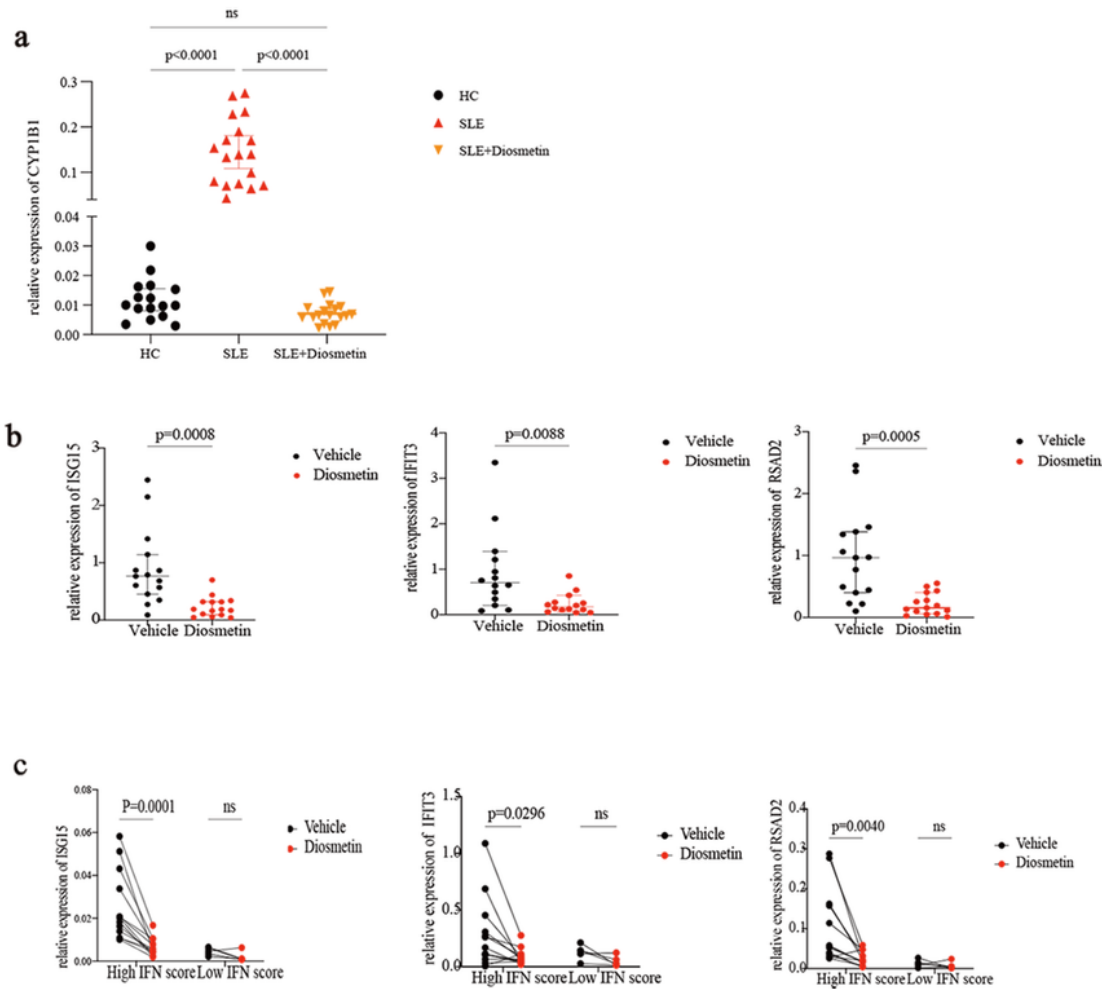 a
ns
p<0.0001 p<0.0001
relative expression of CYP1B1
0.3
0.2
0.1
0.04
0.03
0.02
0.01
0.00
HC SLE SLE+Diosmetin
HC
SLE
SLE+Diosmetin
b
relative expression of ISG15
3
2
1
0
p=0.0008
Vehicle Diosmetin
Vehicle
Diosmetin
relative expression of IFIT3
4
3
2
1
0
p=0.0088
Vehicle Diosmetin
Vehicle
Diosmetin
relative expression of RSAD2
3
2
1
0
p=0.0005
Vehicle Diosmetin
Vehicle
Diosmetin
c
relative expression of ISG15
0.08
0.06
0.04
0.02
0.00
P=0.0001 ns
High IFN score Low IFN score
Vehicle
Diosmetin
relative expression of IFIT3
1.5
1.0
0.5
0.0
p=0.0296 ns
High IFN score Low IFN score
Vehicle
Diosmetin
relative expression of RSAD2
0.4
0.3
0.2
0.1
0.0
p=0.0040 ns
High IFN score Low IFN score
Vehicle
Diosmetin